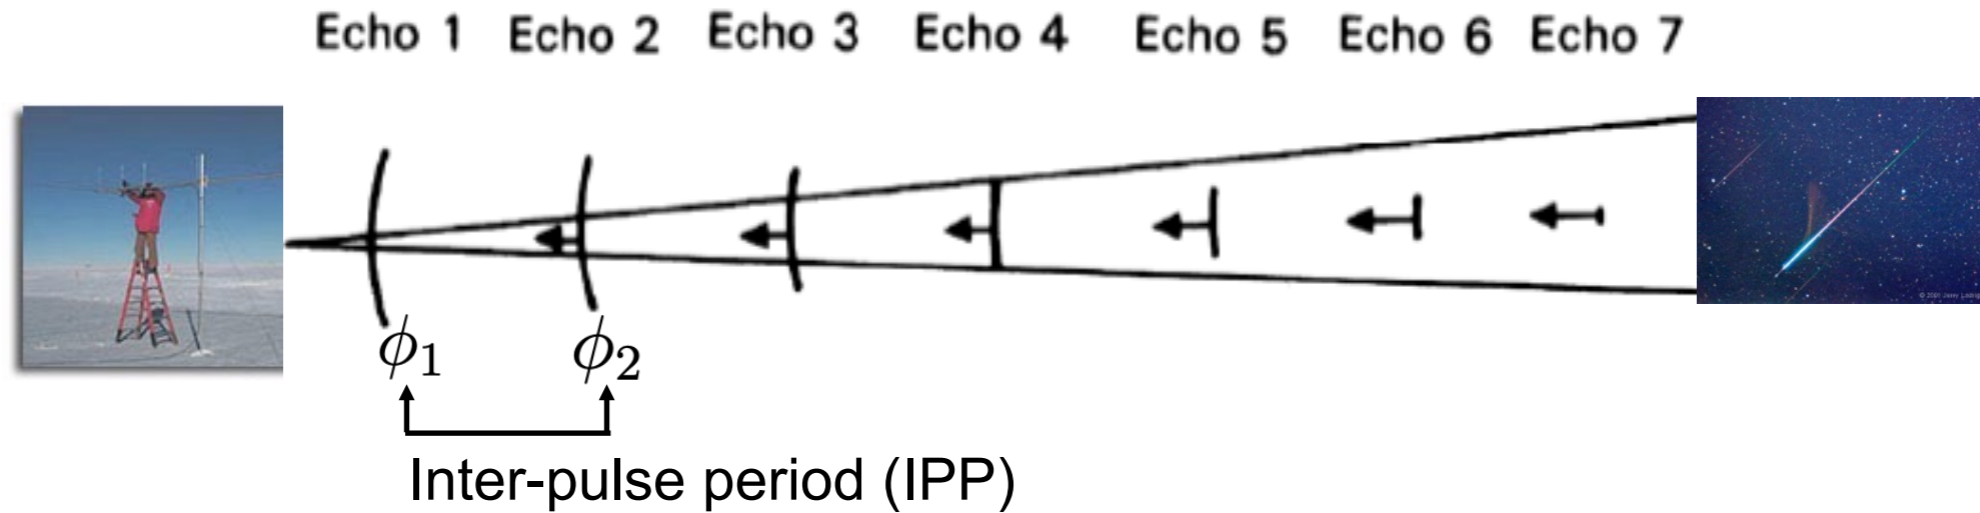 Echo 1 Echo 2 Echo 3 Echo 4 Echo 5 Echo 6 Echo 7
ϕ1 ϕ2
Inter-pulse period (IPP)